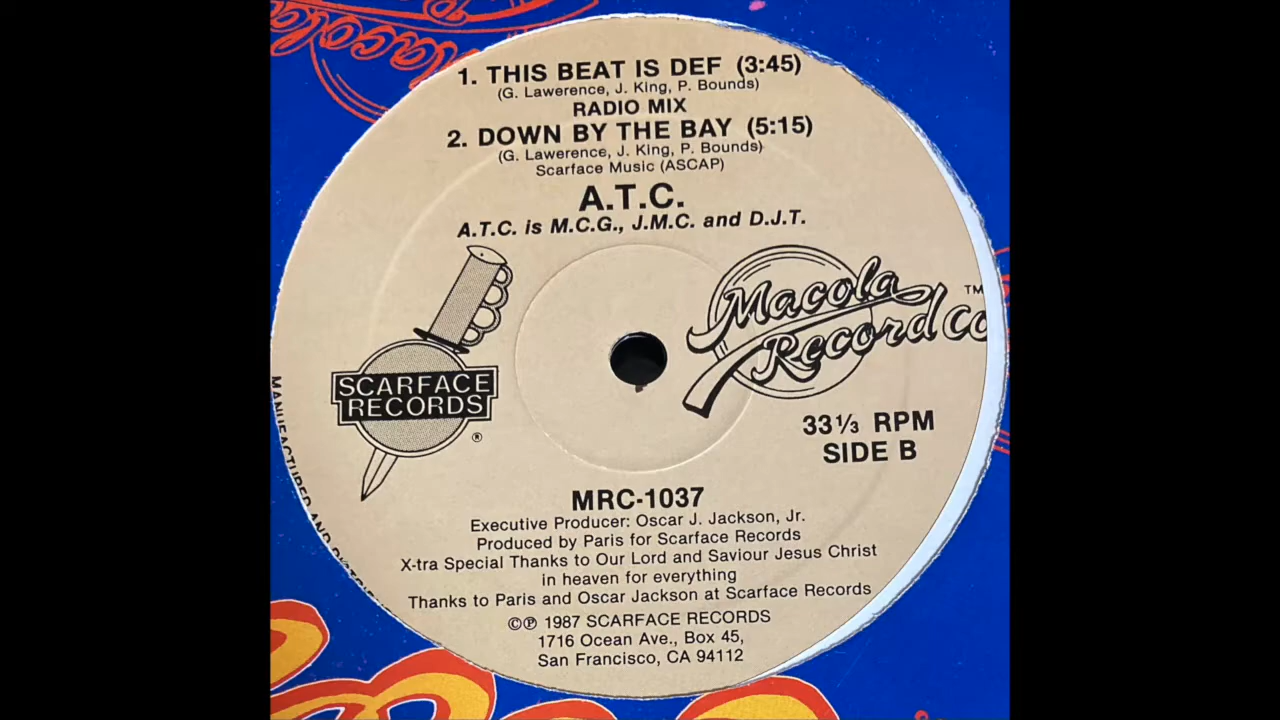 1. THIS BEAT IS DEF (3:45)
(G. Lawerence, J. King, P. Bounds)
RADIO MIX
2. DOWN BY THE BAY (5:15)
(G. Lawerence, J. King, P. Bounds)
Scarface Music (ASCAP)
A.T.C.
A.T.C. is M.C.G., J.M.C. and D.J.T.
SCARFACE
RECORDS
®
Macola
Record Co
TM
33⅓ RPM
SIDE B
MANUFACTURED AND
MRC-1037
Executive Producer: Oscar J. Jackson, Jr.
Produced by Paris for Scarface Records
X-tra Special Thanks to Our Lord and Saviour Jesus Christ
in heaven for everything
Thanks to Paris and Oscar Jackson at Scarface Records
©℗ 1987 SCARFACE RECORDS
1716 Ocean Ave., Box 45,
San Francisco, CA 94112